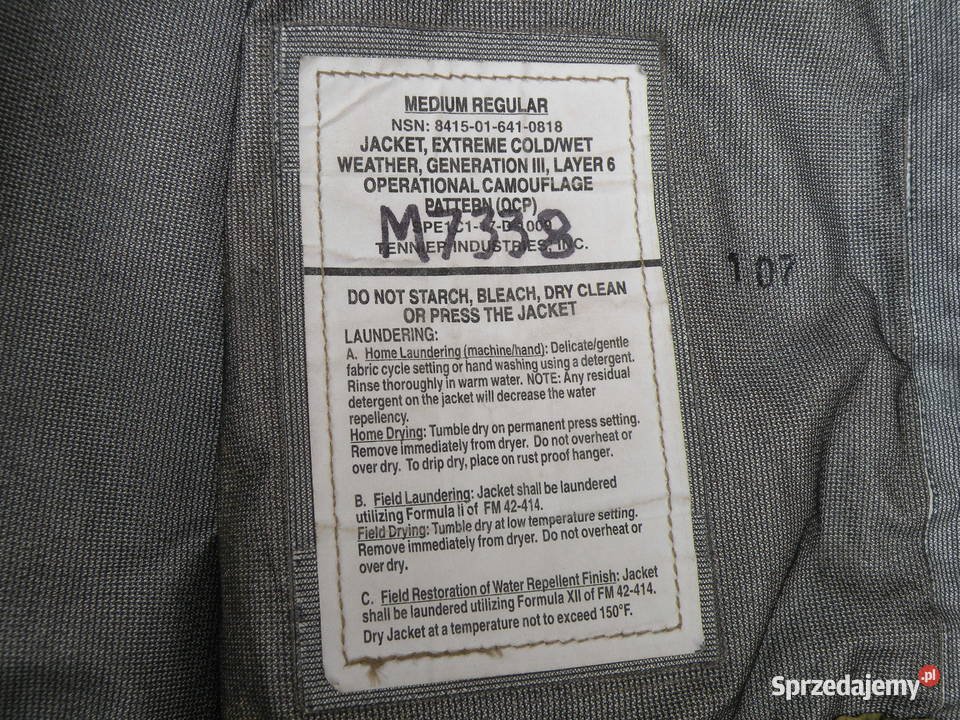 MEDIUM REGULAR
NSN: 8415-01-641-0818
JACKET, EXTREME COLD/WET
WEATHER, GENERATION III, LAYER 6
OPERATIONAL CAMOUFLAGE
PATTERN (OCP)
M7338
TENNIER INDUSTRIES, INC.
107
DO NOT STARCH, BLEACH, DRY CLEAN
OR PRESS THE JACKET
LAUNDERING:
A. Home Laundering (machine/hand): Delicate/gentle
fabric cycle setting or hand washing using a detergent.
Rinse thoroughly in warm water. NOTE: Any residual
detergent on the jacket will decrease the water
repellency.
Home Drying: Tumble dry on permanent press setting.
Remove immediately from dryer. Do not overheat or
over dry. To drip dry, place on rust proof hanger.
B. Field Laundering: Jacket shall be laundered
utilizing Formula II of FM 42-414.
Field Drying: Tumble dry at low temperature setting.
Remove immediately from dryer. Do not overheat or
over dry.
C. Field Restoration of Water Repellent Finish: Jacket
shall be laundered utilizing Formula XII of FM 42-414.
Dry Jacket at a temperature not to exceed 150°F.
Sprzedajemy.pl